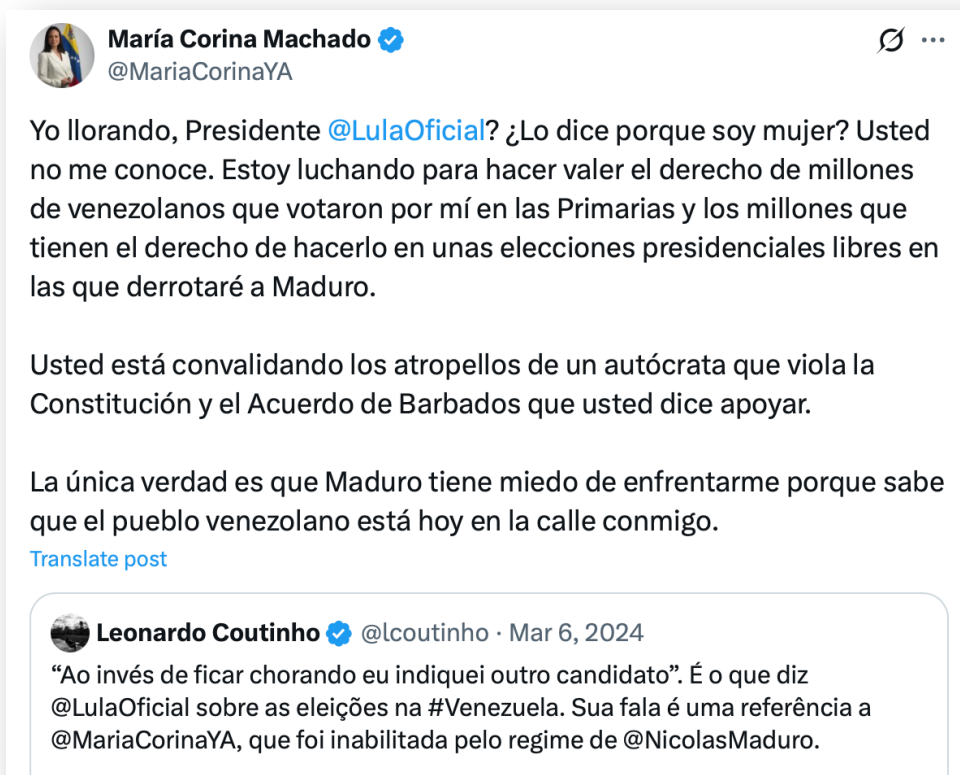 María Corina Machado
@MariaCorinaYA
Yo llorando, Presidente @LulaOficial? ¿Lo dice porque soy mujer? Usted
no me conoce. Estoy luchando para hacer valer el derecho de millones
de venezolanos que votaron por mí en las Primarias y los millones que
tienen el derecho de hacerlo en unas elecciones presidenciales libres en
las que derrotaré a Maduro.
Usted está convalidando los atropellos de un autócrata que viola la
Constitución y el Acuerdo de Barbados que usted dice apoyar.
La única verdad es que Maduro tiene miedo de enfrentarme porque sabe
que el pueblo venezolano está hoy en la calle conmigo.
Translate post
Leonardo Coutinho @lcoutinho · Mar 6, 2024
“Ao invés de ficar chorando eu indiquei outro candidato”. É o que diz
@LulaOficial sobre as eleições na #Venezuela. Sua fala é uma referência a
@MariaCorinaYA, que foi inabilitada pelo regime de @NicolasMaduro.